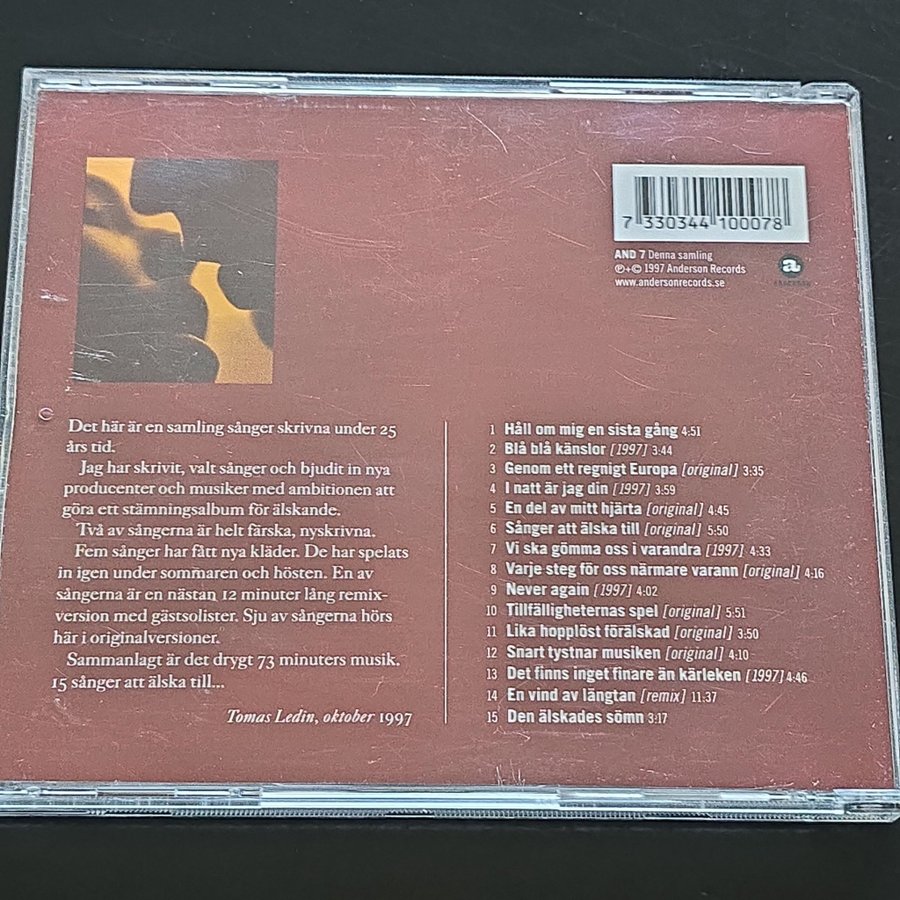 7 330344 100078
AND 7 Denna samling
℗+© 1997 Anderson Records
www.andersonrecords.se
a
Det här är en samling sånger skrivna under 25
års tid.
Jag har skrivit, valt sånger och bjudit in nya
producenter och musiker med ambitionen att
göra ett stämningsalbum för älskande.
Två av sångerna är helt färska, nyskrivna.
Fem sånger har fått nya kläder. De har spelats
in igen under sommaren och hösten. En av
sångerna är en nästan 12 minuter lång remix-
version med gästsolister. Sju av sångerna hörs
här i originalversioner.
Sammanlagt är det drygt 73 minuters musik.
15 sånger att älska till...
Tomas Ledin, oktober 1997
1 Håll om mig en sista gång 4:51
2 Blå blå känslor [1997] 3:44
3 Genom ett regnigt Europa [original] 3:35
4 I natt är jag din [1997] 3:59
5 En del av mitt hjärta [original] 4:45
6 Sånger att älska till [original] 5:50
7 Vi ska gömma oss i varandra [1997] 4:33
8 Varje steg för oss närmare varann [original] 4:16
9 Never again [1997] 4:02
10 Tillfälligheternas spel [original] 5:51
11 Lika hopplöst förälskad [original] 3:50
12 Snart tystnar musiken [original] 4:10
13 Det finns inget finare än kärleken [1997] 4:46
14 En vind av längtan [remix] 11:37
15 Den älskades sömn 3:17